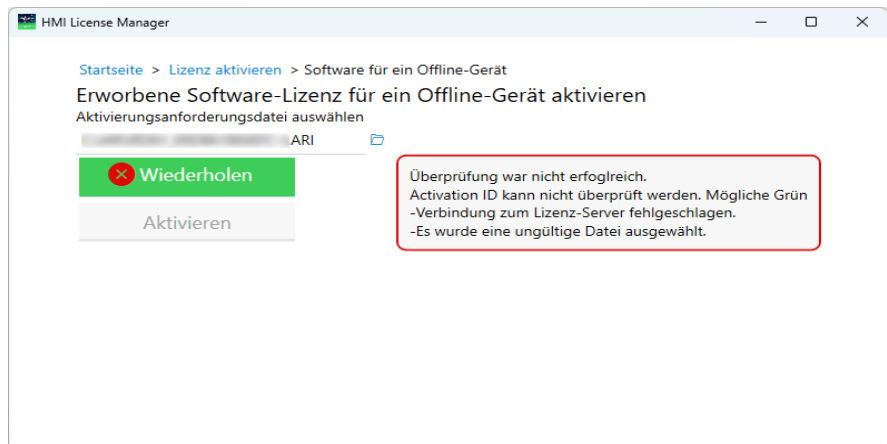 HMI License Manager
Startseite > Lizenz aktivieren > Software für ein Offline-Gerät
Erworbene Software-Lizenz für ein Offline-Gerät aktivieren
Aktivierungsanforderungsdatei auswählen
ARI
Wiederholen
Aktivieren
Überprüfung war nicht erfoglreich.
Activation ID kann nicht überprüft werden. Mögliche Grün
-Verbindung zum Lizenz-Server fehlgeschlagen.
-Es wurde eine ungültige Datei ausgewählt.